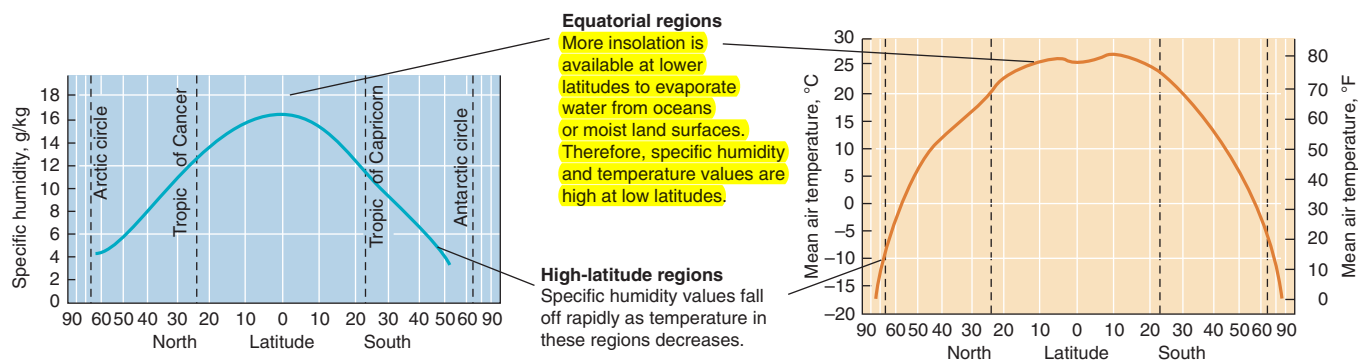 Equatorial regions
More insolation is
available at lower
latitudes to evaporate
water from oceans
or moist land surfaces.
Therefore, specific humidity
and temperature values are
high at low latitudes.
High-latitude regions
Specific humidity values fall
off rapidly as temperature in
these regions decreases.
Specific humidity, g/kg
18
16
14
12
10
8
6
4
2
0
Arctic circle
Tropic of Cancer
Tropic of Capricorn
Antarctic circle
90 60 50 40 30 20 10 0 10 20 30 40 50 60 90
North Latitude South
Mean air temperature, °C
30
25
20
15
10
5
0
–5
–10
–15
–20
90 60 50 40 30 20 10 0 10 20 30 40 50 60 90
North Latitude South
80
70
60
50
40
30
20
10
0
Mean air temperature, °F